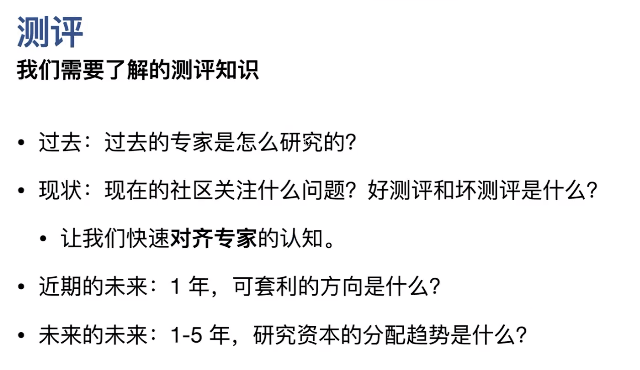 测评
我们需要了解的测评知识
• 过去：过去的专家是怎么研究的？
• 现状：现在的社区关注什么问题？好测评和坏测评是什么？
• 让我们快速对齐专家的认知。
• 近期的未来：1 年，可套利的方向是什么？
• 未来的未来：1-5 年，研究资本的分配趋势是什么？